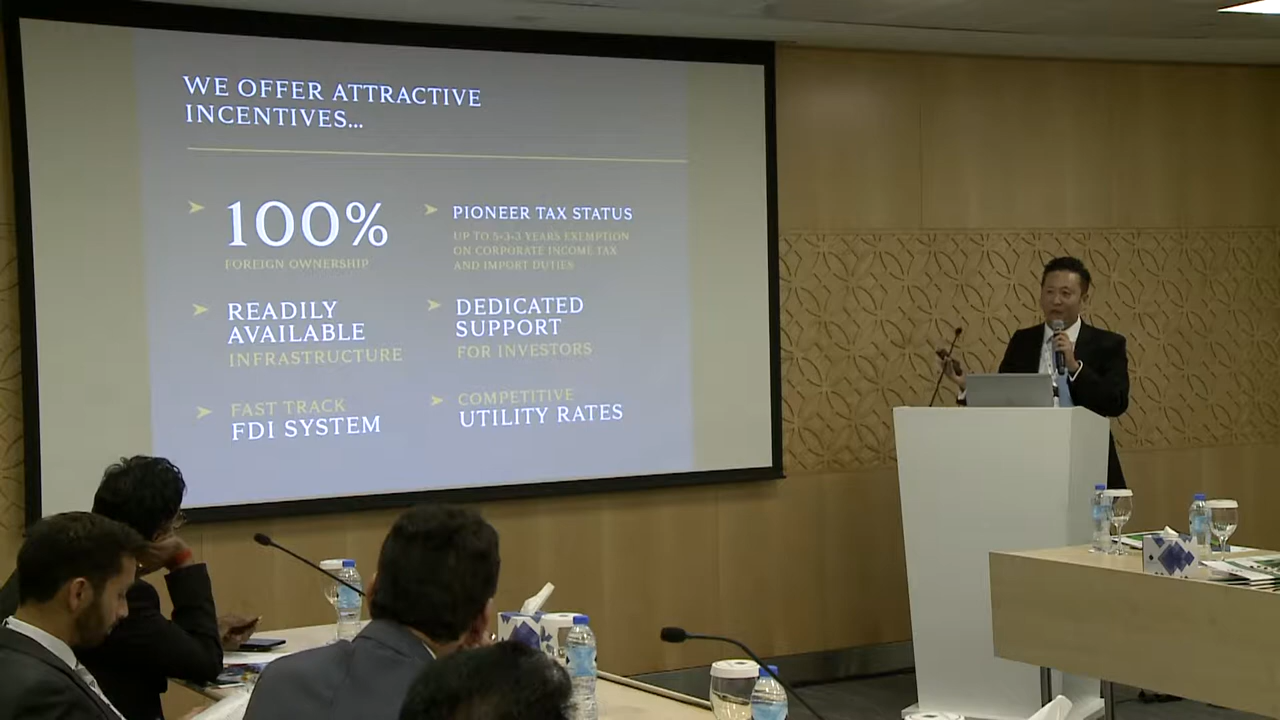 WE OFFER ATTRACTIVE
INCENTIVES...
100%
FOREIGN OWNERSHIP
READILY
AVAILABLE
INFRASTRUCTURE
FAST TRACK
FDI SYSTEM
PIONEER TAX STATUS
UP TO 5-3-3 YEARS EXEMPTION
ON CORPORATE INCOME TAX
AND IMPORT DUTIES
DEDICATED
SUPPORT
FOR INVESTORS
COMPETITIVE
UTILITY RATES